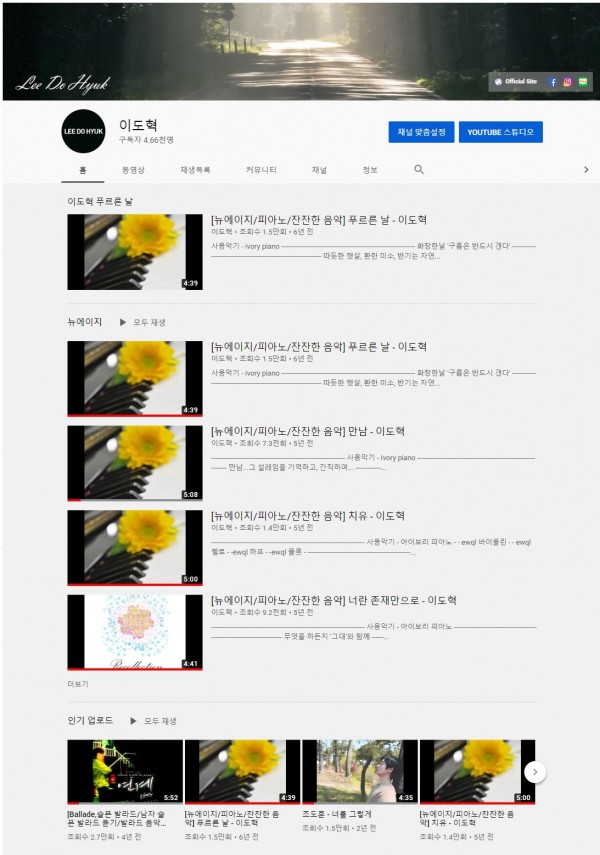 Lee Do Hyuk
Official Site
LEE DO HYUK
이도혁
구독자 4.66천명
채널 맞춤설정
YOUTUBE 스튜디오
홈 동영상 재생목록 커뮤니티 채널 정보
이도혁 푸르른 날
[뉴에이지/피아노/잔잔한 음악] 푸르른 날 - 이도혁
이도혁 • 조회수 1.5만회 • 6년 전
사용악기 - ivory piano ────────── 화창한날 '구름은 반드시 갠다' ──
────────── 따듯한 햇살, 환한 미소, 반기는 자연...
4:39
뉴에이지 ▶ 모두 재생
[뉴에이지/피아노/잔잔한 음악] 푸르른 날 - 이도혁
이도혁 • 조회수 1.5만회 • 6년 전
사용악기 - ivory piano ────────── 화창한날 '구름은 반드시 갠다' ──
────────── 따듯한 햇살, 환한 미소, 반기는 자연...
4:39
[뉴에이지/피아노/잔잔한 음악] 만남 - 이도혁
이도혁 • 조회수 7.3천회 • 5년 전
────────── 사용악기 - Ivory piano ──────────
── 만남...그 설레임을 기억하고, 간직하며... ──...
5:08
[뉴에이지/피아노/잔잔한 음악] 치유 - 이도혁
이도혁 • 조회수 1.4만회 • 5년 전
────────── 사용악기 - 아이보리 피아노 - - ewql 바이올린 - - ewql
첼로 - -ewql 하프 - -ewql 플룻 - ──────────...
5:00
[뉴에이지/피아노/잔잔한 음악] 너란 존재만으로 - 이도혁
이도혁 • 조회수 9.2천회 • 5년 전
────────── 사용악기 - 아이보리 피아노 ──────────
────── 무엇을 하든지 '그대'와 함께 ──...
Recollection
4:41
더보기
인기 업로드 ▶ 모두 재생
연계
5:52
4:39
4:35
5:00
[Ballade,슬픈 발라드/남자 슬
픈 발라드 듣기/발라드 음악...
조회수 2.7만회 • 4년 전
[뉴에이지/피아노/잔잔한 음
악] 푸르른 날 - 이도혁
조회수 1.5만회 • 6년 전
조도훈 - 너를 그렇게
조회수 1.5만회 • 2년 전
[뉴에이지/피아노/잔잔한 음
악] 치유 - 이도혁
조회수 1.4만회 • 5년 전